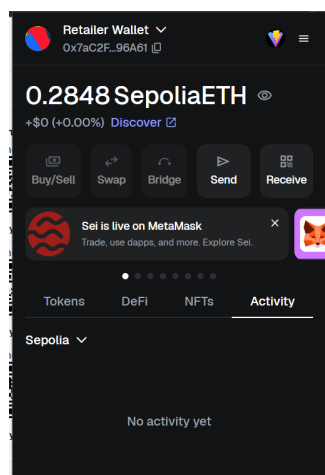 Retailer Wallet
0x7aC2F...96A61
0.2848 SepoliaETH
+$0 (+0.00%) Discover
Buy/Sell
Swap
Bridge
Send
Receive
Sei is live on MetaMask
Trade, use dapps, and more. Explore Sei.
Tokens
DeFi
NFTs
Activity
Sepolia
No activity yet